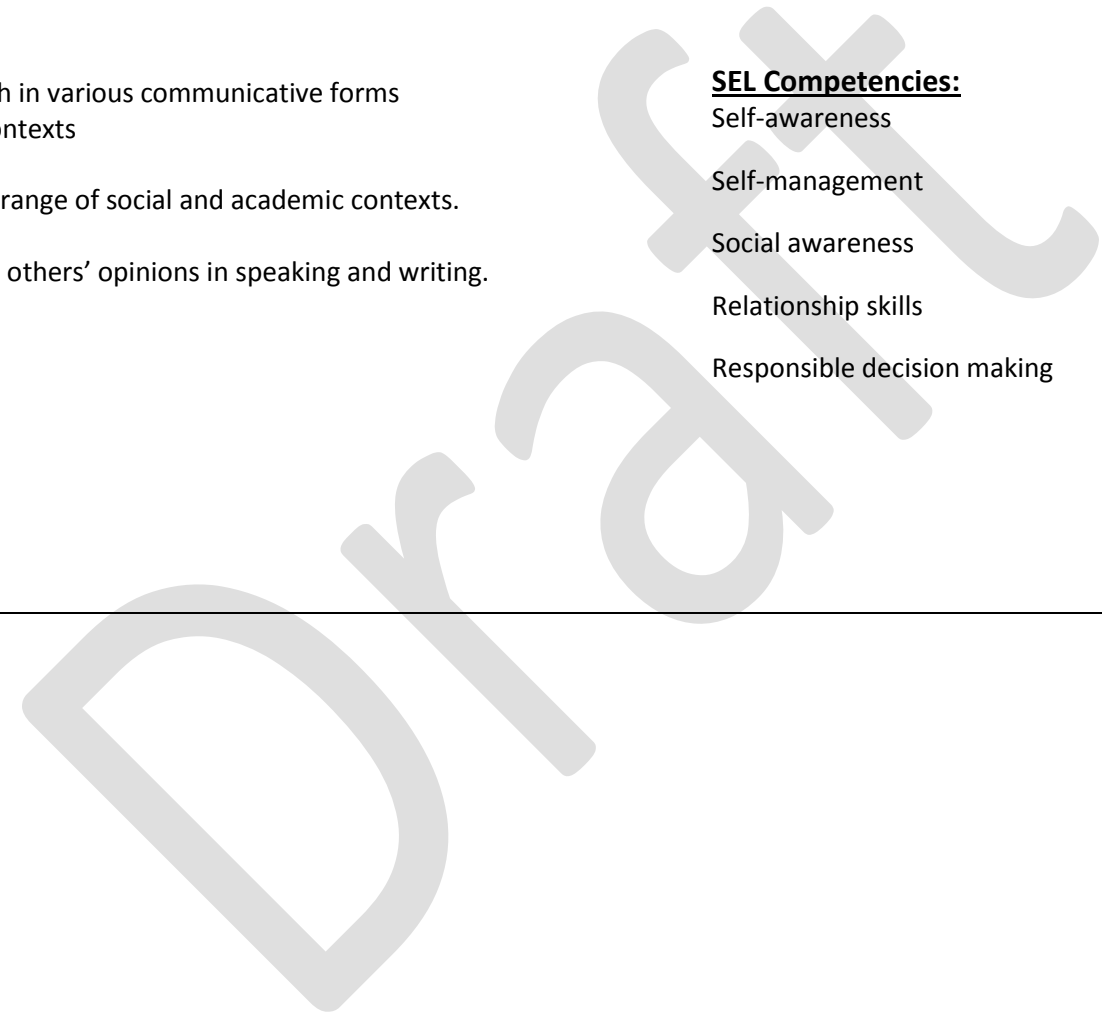 h in various communicative forms
ontexts
range of social and academic contexts.
others’ opinions in speaking and writing.
SEL Competencies:
Self-awareness
Self-management
Social awareness
Relationship skills
Responsible decision making
Draft